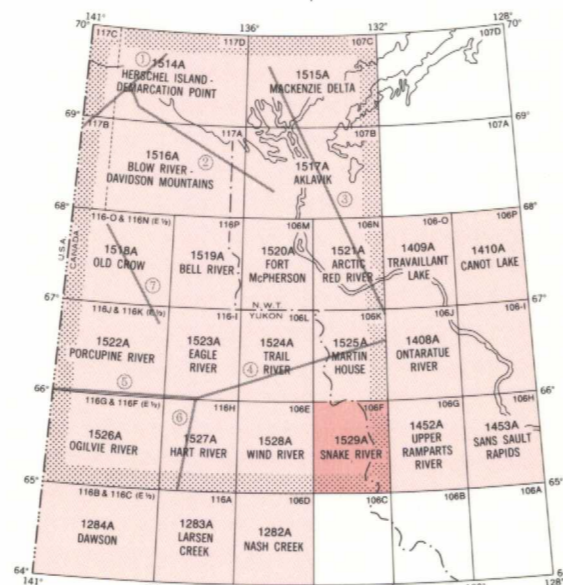 141° 136° 132° 128°
70° 117C 117D 107C 107D 70°
① 1514A
HERSCHEL ISLAND -
DEMARCATION POINT
1515A
MACKENZIE DELTA
69° 117B 117A 107B 107A 69°
1516A
BLOW RIVER -
DAVIDSON MOUNTAINS
②
1517A
AKLAVIK
③
68° 116-O & 116N (E ½) 116P 106M 106N 106-O 106P 68°
U.S.A.
CANADA
1518A
OLD CROW
⑦
1519A
BELL RIVER
1520A
FORT
McPHERSON
1521A
ARCTIC
RED RIVER
1409A
TRAVAILLANT
LAKE
1410A
CANOT LAKE
67° N.W.T. 67°
YUKON
116J & 116K (E ½) 116-I 106L 106K 106J 106-I
1522A
PORCUPINE RIVER
1523A
EAGLE
RIVER
④
1524A
TRAIL
RIVER
1525A
MARTIN
HOUSE
1408A
ONTARATUE
RIVER
66° ⑤ 66°
116G & 116F (E ½) 116H 106E 106F 106G 106H
1526A
OGILVIE RIVER
⑥
1527A
HART RIVER
1528A
WIND RIVER
1529A
SNAKE RIVER
1452A
UPPER
RAMPARTS
RIVER
1453A
SANS SAULT
RAPIDS
65° 65°
116B & 116C (E ½) 116A 106D 106C 106B 106A
1284A
DAWSON
1283A
LARSEN
CREEK
1282A
NASH CREEK
64°
141° 128°